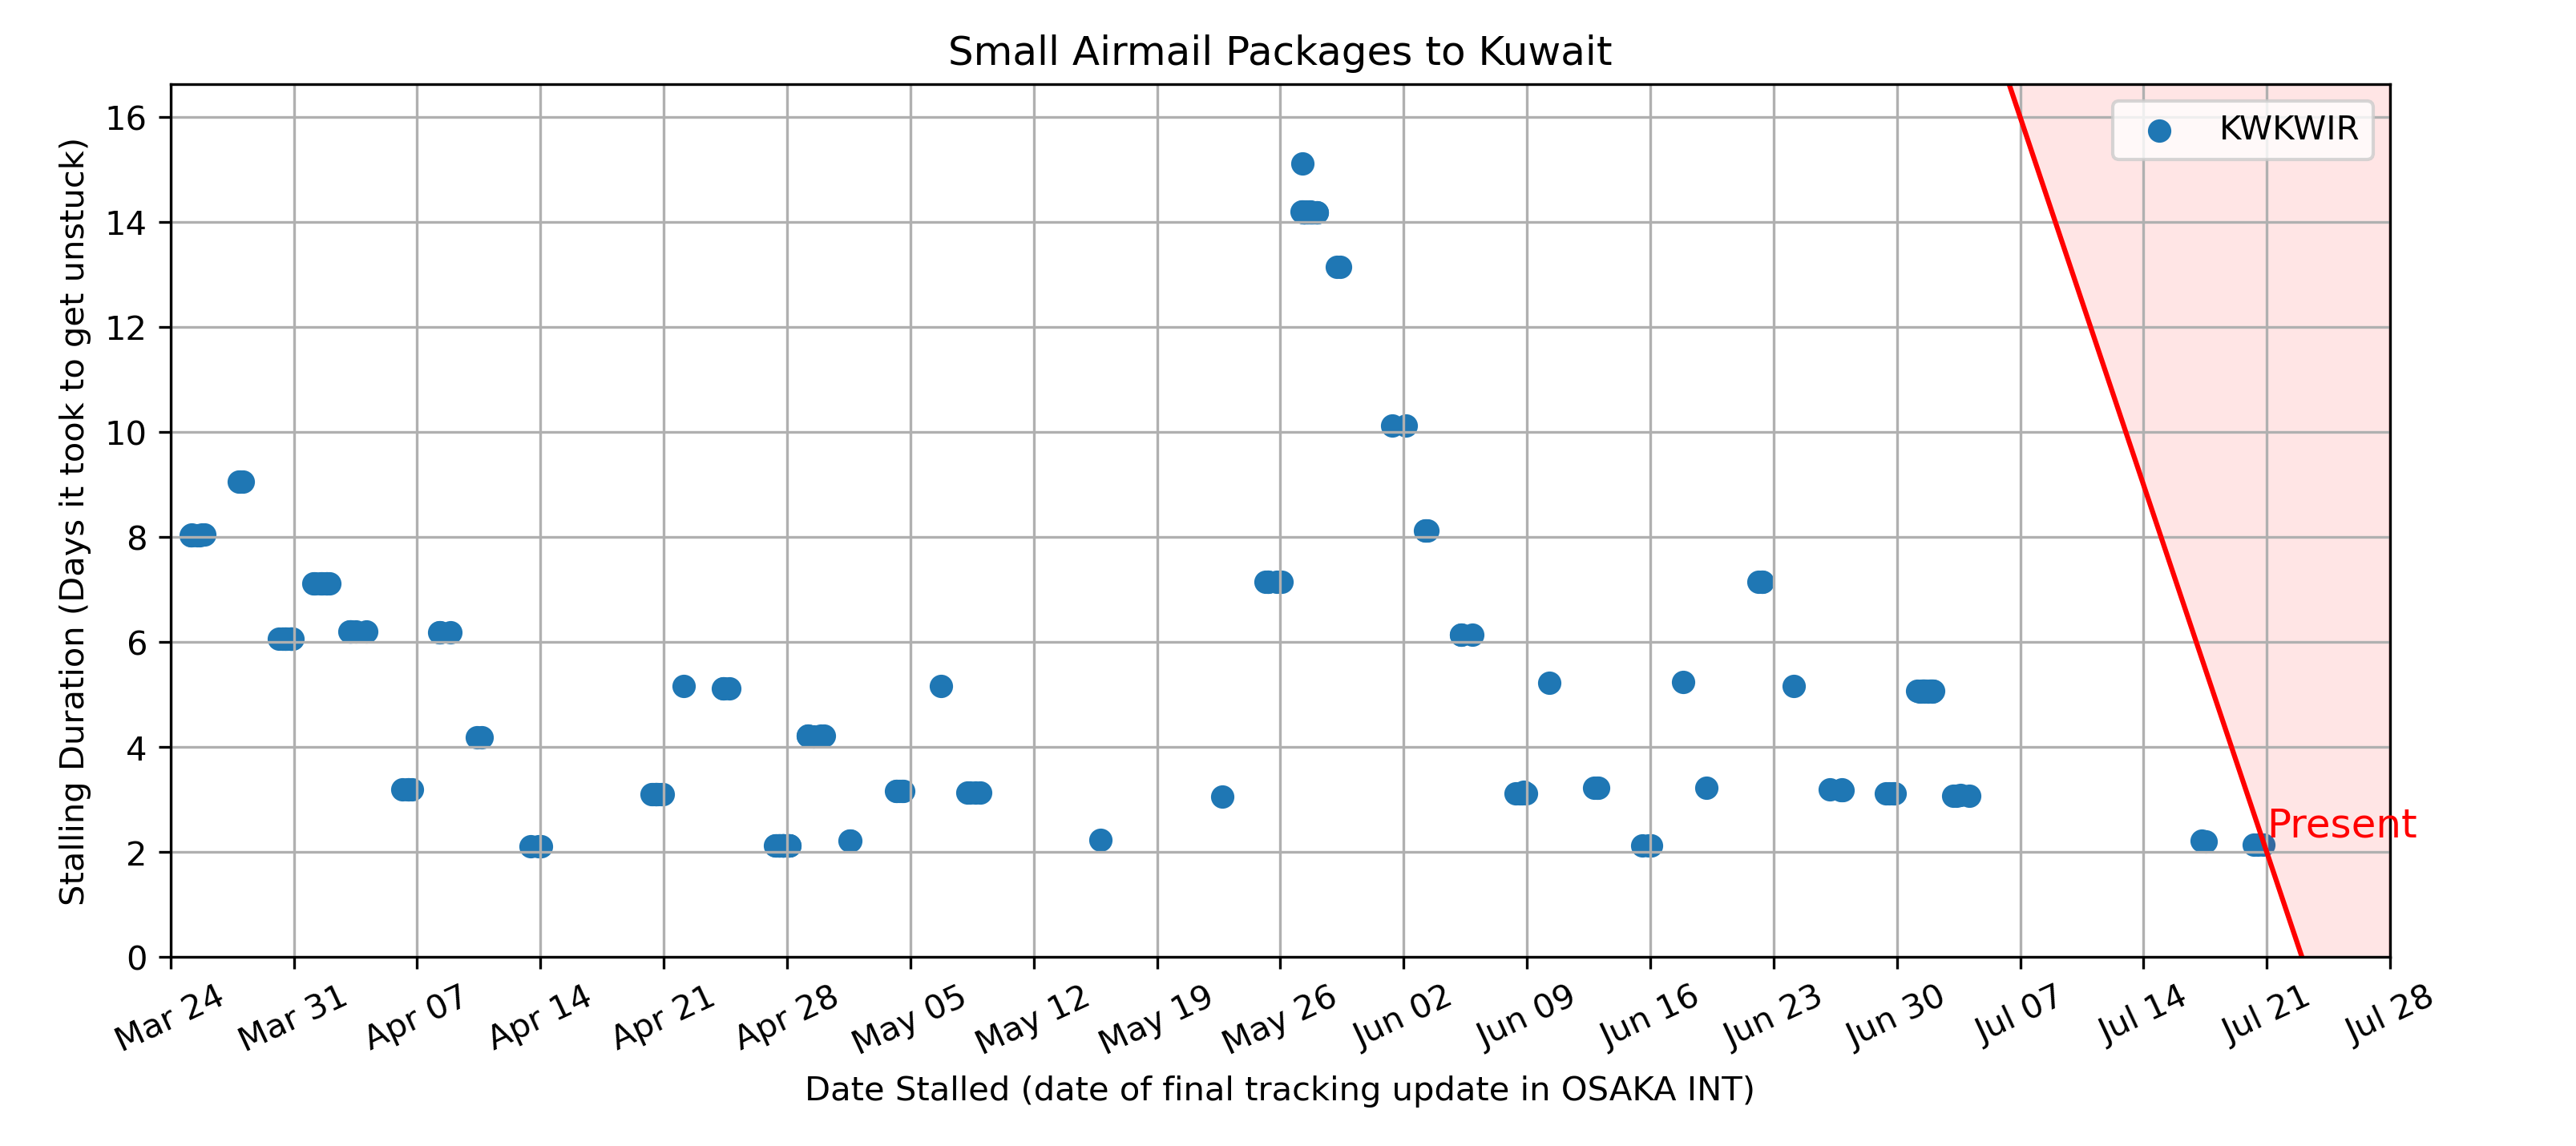 Small Airmail Packages to Kuwait
Stalling Duration (Days it took to get unstuck)
16
14
12
10
8
6
4
2
0
KWKWIR
Present
Mar 24
Mar 31
Apr 07
Apr 14
Apr 21
Apr 28
May 05
May 12
May 19
May 26
Jun 02
Jun 09
Jun 16
Jun 23
Jun 30
Jul 07
Jul 14
Jul 21
Jul 28
Date Stalled (date of final tracking update in OSAKA INT)